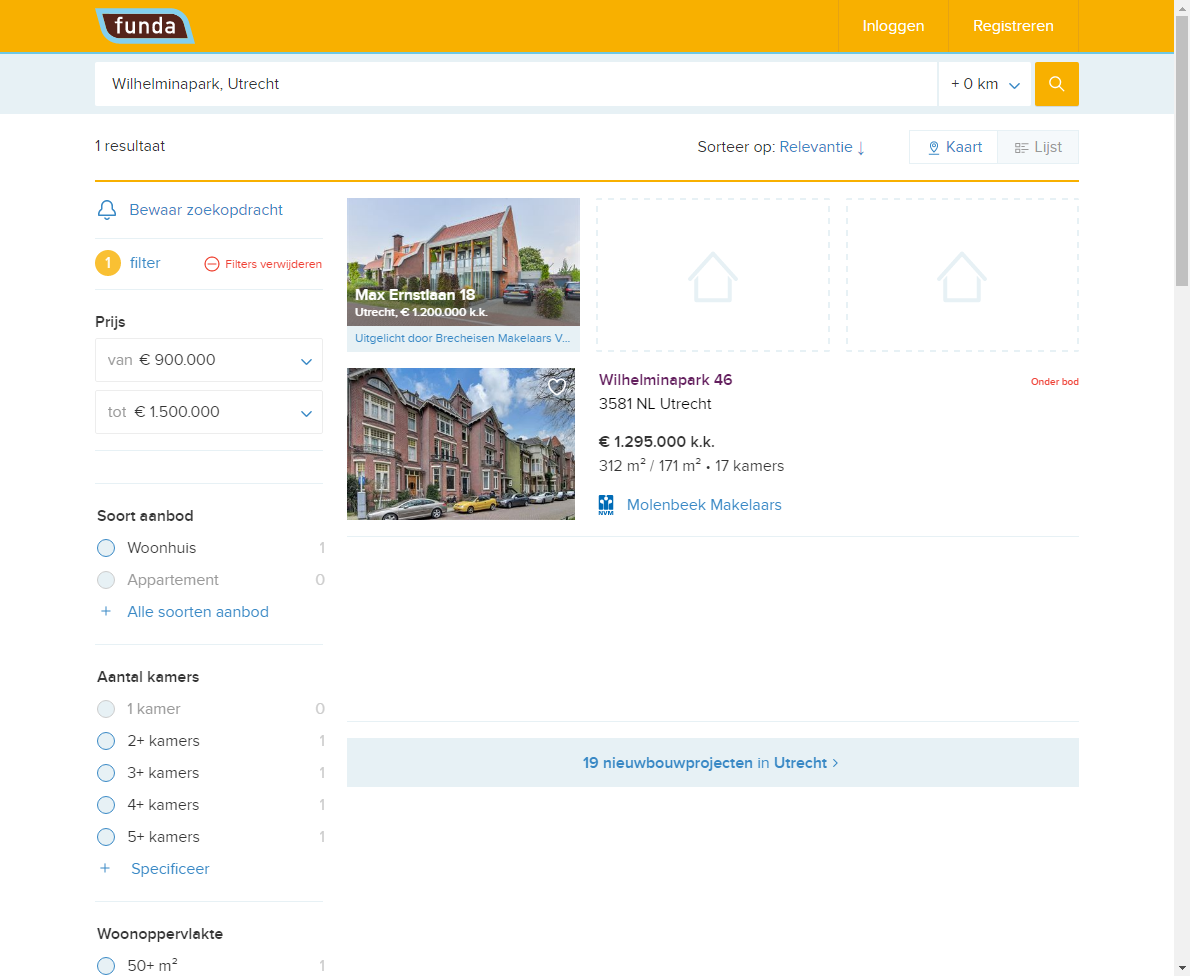 funda
Inloggen
Registreren
Wilhelminapark, Utrecht
+ 0 km
1 resultaat
Sorteer op: Relevantie ↓
Kaart
Lijst
Bewaar zoekopdracht
1 filter
Filters verwijderen
Prijs
van € 900.000
tot € 1.500.000
Soort aanbod
Woonhuis 1
Appartement 0
+ Alle soorten aanbod
Aantal kamers
1 kamer 0
2+ kamers 1
3+ kamers 1
4+ kamers 1
5+ kamers 1
+ Specificeer
Woonoppervlakte
50+ m² 1
Max Ernstlaan 18
Utrecht, € 1.200.000 k.k.
Uitgelicht door Brecheisen Makelaars V...
Wilhelminapark 46
Onder bod
3581 NL Utrecht
€ 1.295.000 k.k.
312 m² / 171 m² • 17 kamers
NVM
Molenbeek Makelaars
19 nieuwbouwprojecten in Utrecht >